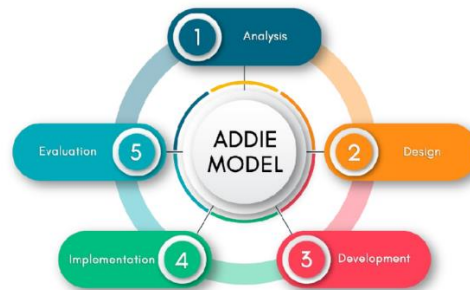 1 Analysis
ADDIE
MODEL
2 Design
3 Development
4 Implementation
5 Evaluation